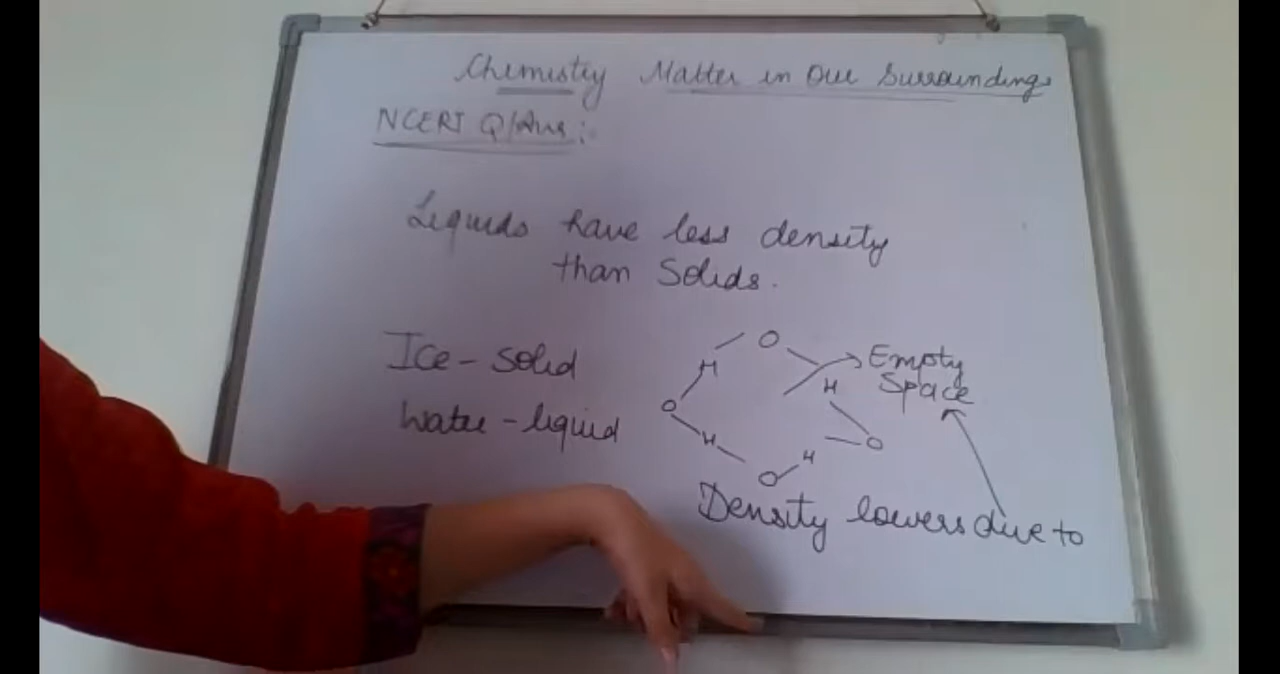 Chemistry Matter in Our Surroundings
NCERT Q/Ans:
Liquids have less density
than Solids.
Ice - Solid
Water - liquid
O
H
H
O
H
O
H
O
Empty
Space
Density lowers due to